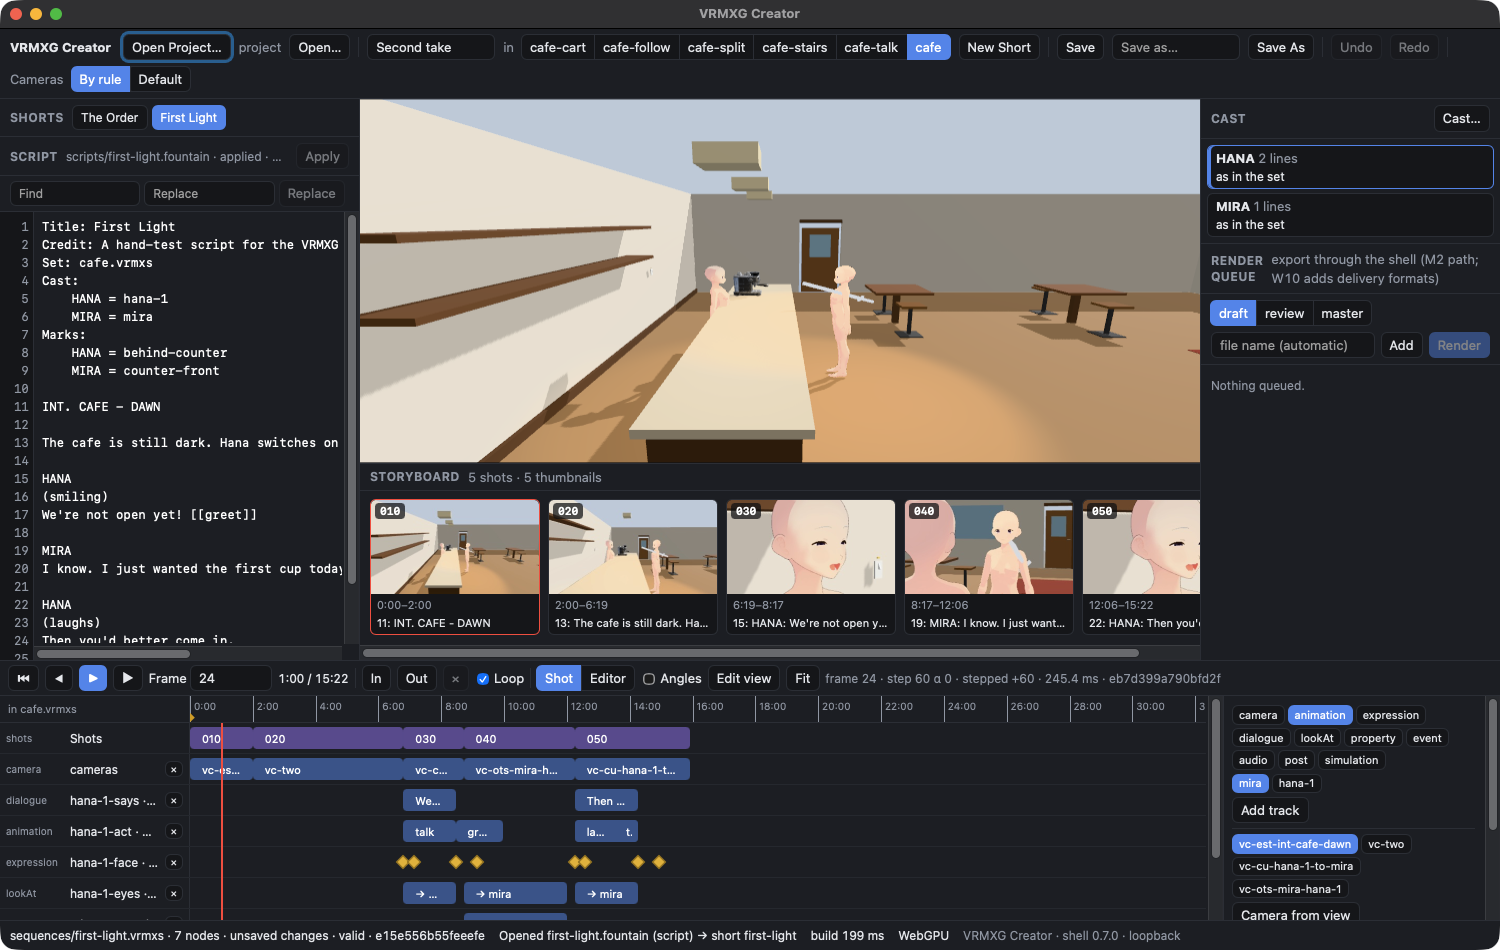 VRMXG Creator
VRMXG Creator Open Project... project Open... Second take in cafe-cart cafe-follow cafe-split cafe-stairs cafe-talk cafe New Short Save Save as... Save As Undo Redo
Cameras By rule Default
SHORTS The Order First Light
SCRIPT scripts/first-light.fountain · applied · ... Apply
Find Replace Replace
1 Title: First Light
2 Credit: A hand-test script for the VRMXG
3 Set: cafe.vrmxs
4 Cast:
5 HANA = hana-1
6 MIRA = mira
7 Marks:
8 HANA = behind-counter
9 MIRA = counter-front
10
11 INT. CAFE - DAWN
12
13 The cafe is still dark. Hana switches on
14
15 HANA
16 (smiling)
17 We're not open yet! [[greet]]
18
19 MIRA
20 I know. I just wanted the first cup today
21
22 HANA
23 (laughs)
24 Then you'd better come in.
25
STORYBOARD 5 shots · 5 thumbnails
010
0:00–2:00
11: INT. CAFE - DAWN
020
2:00–6:19
13: The cafe is still dark. Ha...
030
6:19–8:17
15: HANA: We're not open y...
040
8:17–12:06
19: MIRA: I know. I just want...
050
12:06–15:22
22: HANA: Then you'
CAST Cast...
HANA 2 lines
as in the set
MIRA 1 lines
as in the set
RENDER QUEUE export through the shell (M2 path; W10 adds delivery formats)
draft review master
file name (automatic) Add Render
Nothing queued.
Frame 24 1:00 / 15:22 In Out × Loop Shot Editor Angles Edit view Fit frame 24 · step 60 α 0 · stepped +60 · 245.4 ms · eb7d399a790bfd2f
in cafe.vrmxs 0:00 2:00 4:00 6:00 8:00 10:00 12:00 14:00 16:00 18:00 20:00 22:00 24:00 26:00 28:00 30:00 3
shots Shots 010 020 030 040 050
camera cameras × vc-es... vc-two vc-c... vc-ots-mira-h... vc-cu-hana-1-t...
dialogue hana-1-says ·... × We... Then ...
animation hana-1-act · ... × talk gr... la... t.
expression hana-1-face · ... ×
lookAt hana-1-eyes ·... × → ... → mira → mira
camera animation expression
dialogue lookAt property event
audio post simulation
mira hana-1
Add track
vc-est-int-cafe-dawn vc-two
vc-cu-hana-1-to-mira
vc-ots-mira-hana-1
Camera from view
sequences/first-light.vrmxs · 7 nodes · unsaved changes · valid · e15e556b55feeefe Opened first-light.fountain (script) → short first-light build 199 ms WebGPU VRMXG Creator · shell 0.7.0 · loopback